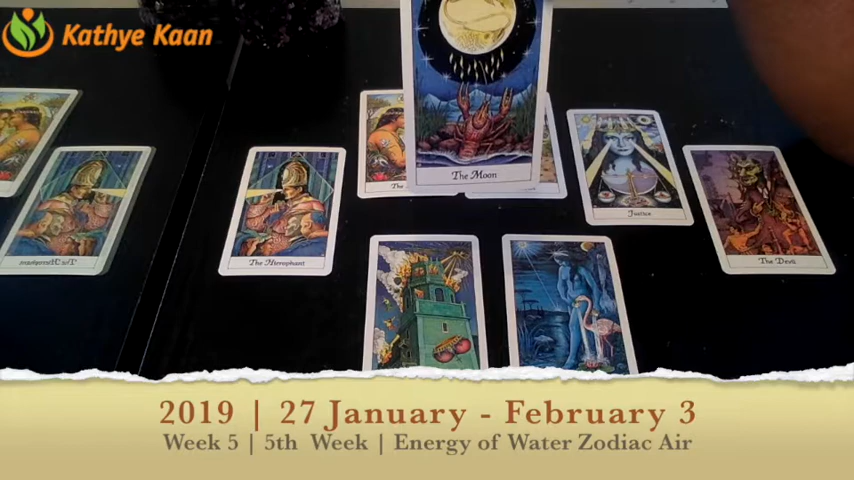 Kathye Kaan
The Moon
The
Justice
The Hierophant
The Devil
2019 | 27 January - February 3
Week 5 | 5th Week | Energy of Water Zodiac Air